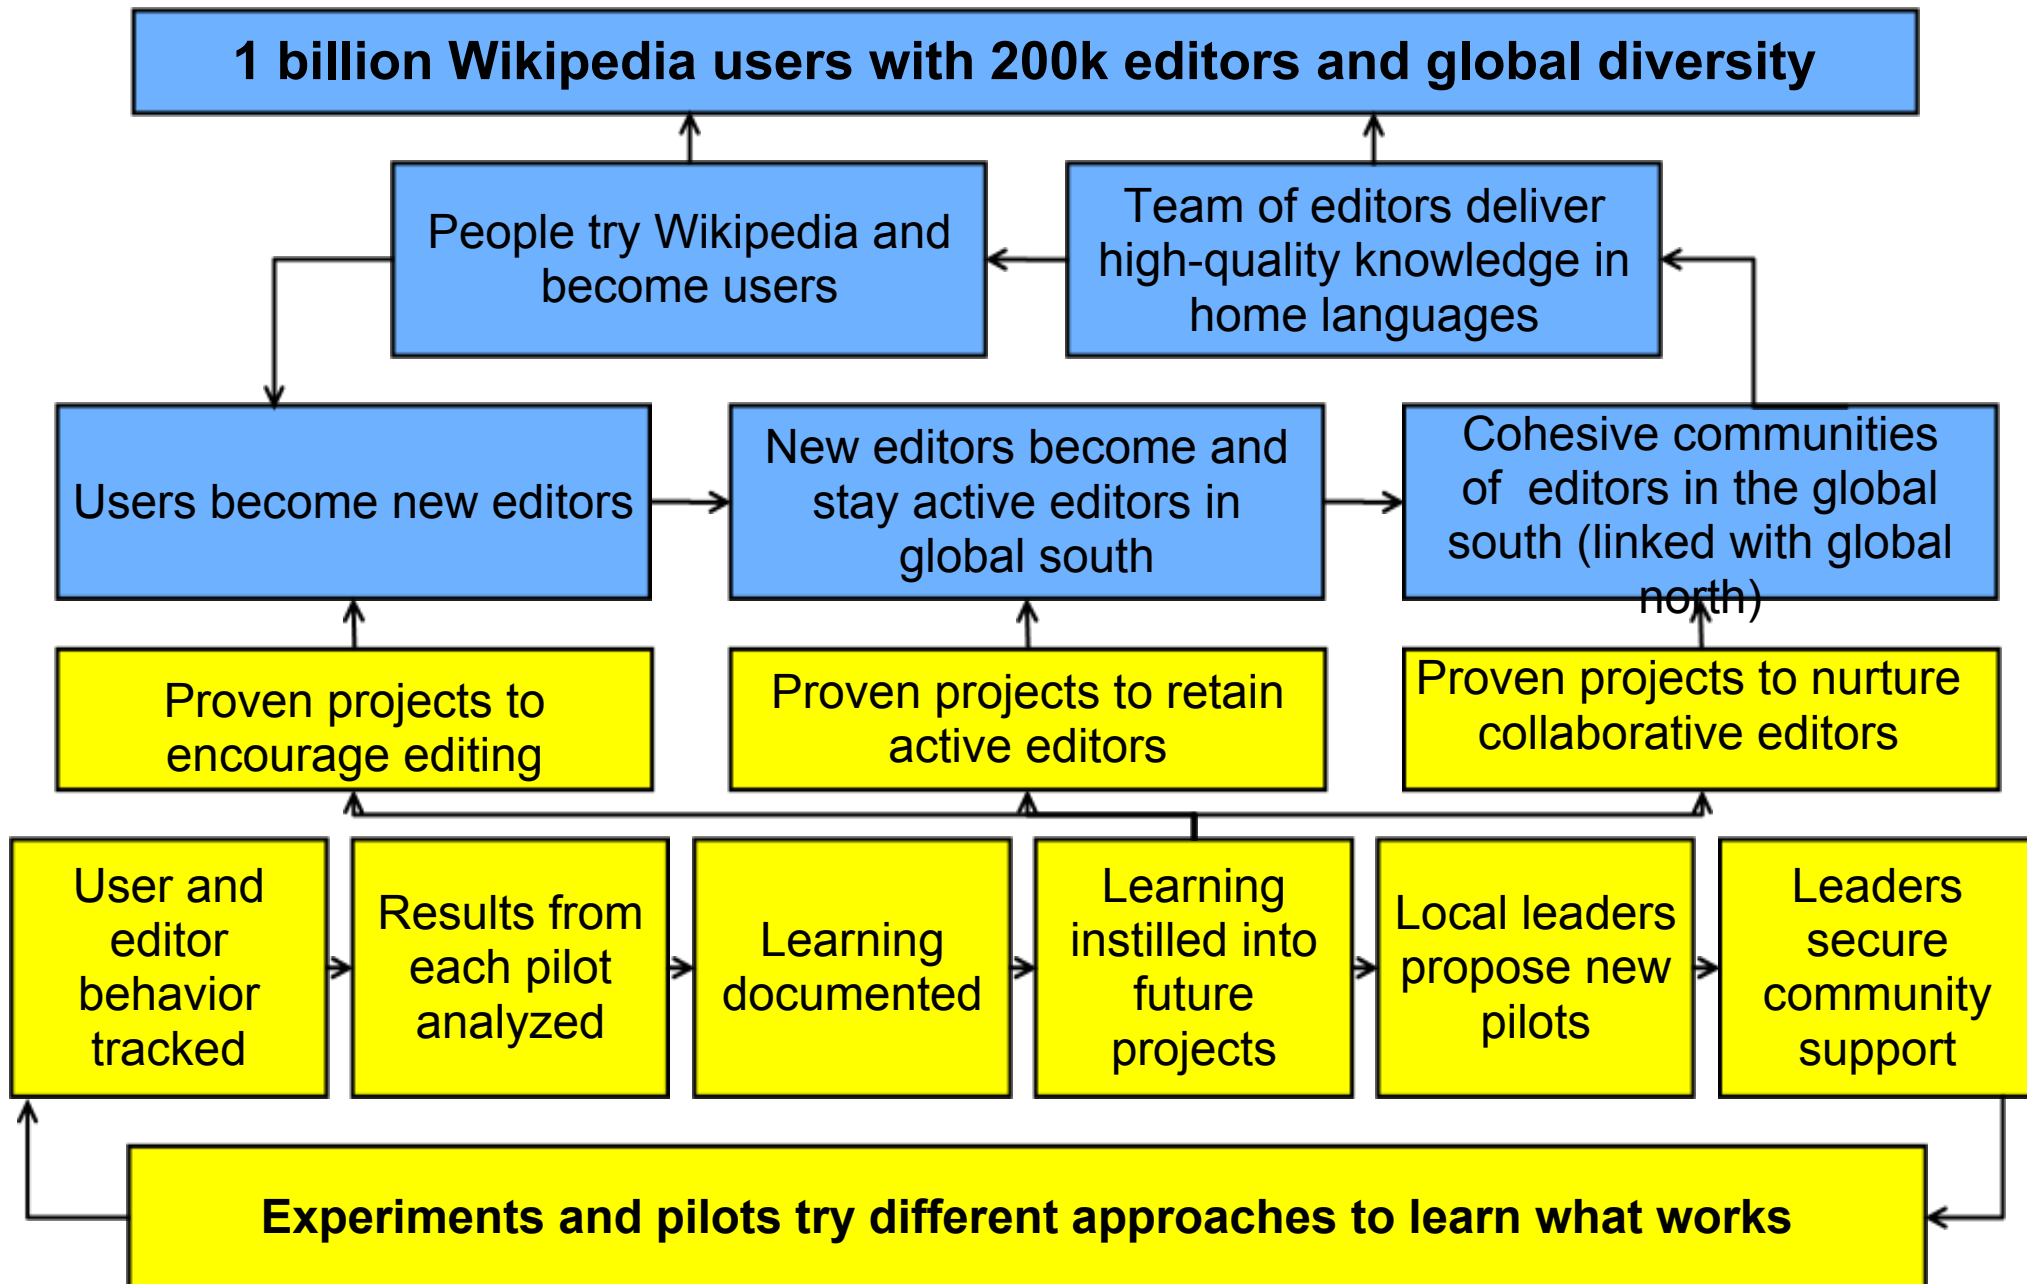 1 billion Wikipedia users with 200k editors and global diversity
People try Wikipedia and
become users
Team of editors deliver
high-quality knowledge in
home languages
Users become new editors
New editors become and
stay active editors in
global south
Cohesive communities
of  editors in the global
south (linked with global
north)
Proven projects to
encourage editing
Proven projects to retain
active editors
Proven projects to nurture
collaborative editors
User and
editor
behavior
tracked
Results from
each pilot
analyzed
Learning
documented
Learning
instilled into
future
projects
Local leaders
propose new
pilots
Leaders
secure
community
support
Experiments and pilots try different approaches to learn what works